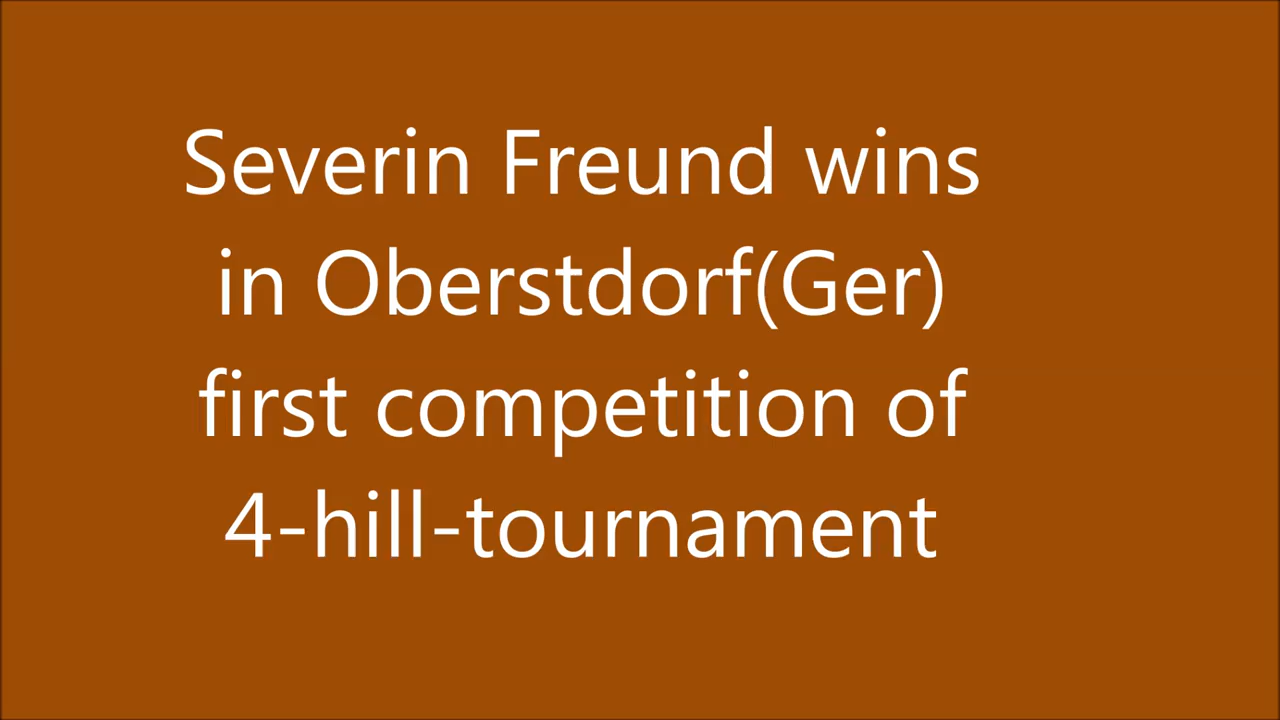 Severin Freund wins
in Oberstdorf(Ger)
first competition of
4-hill-tournament